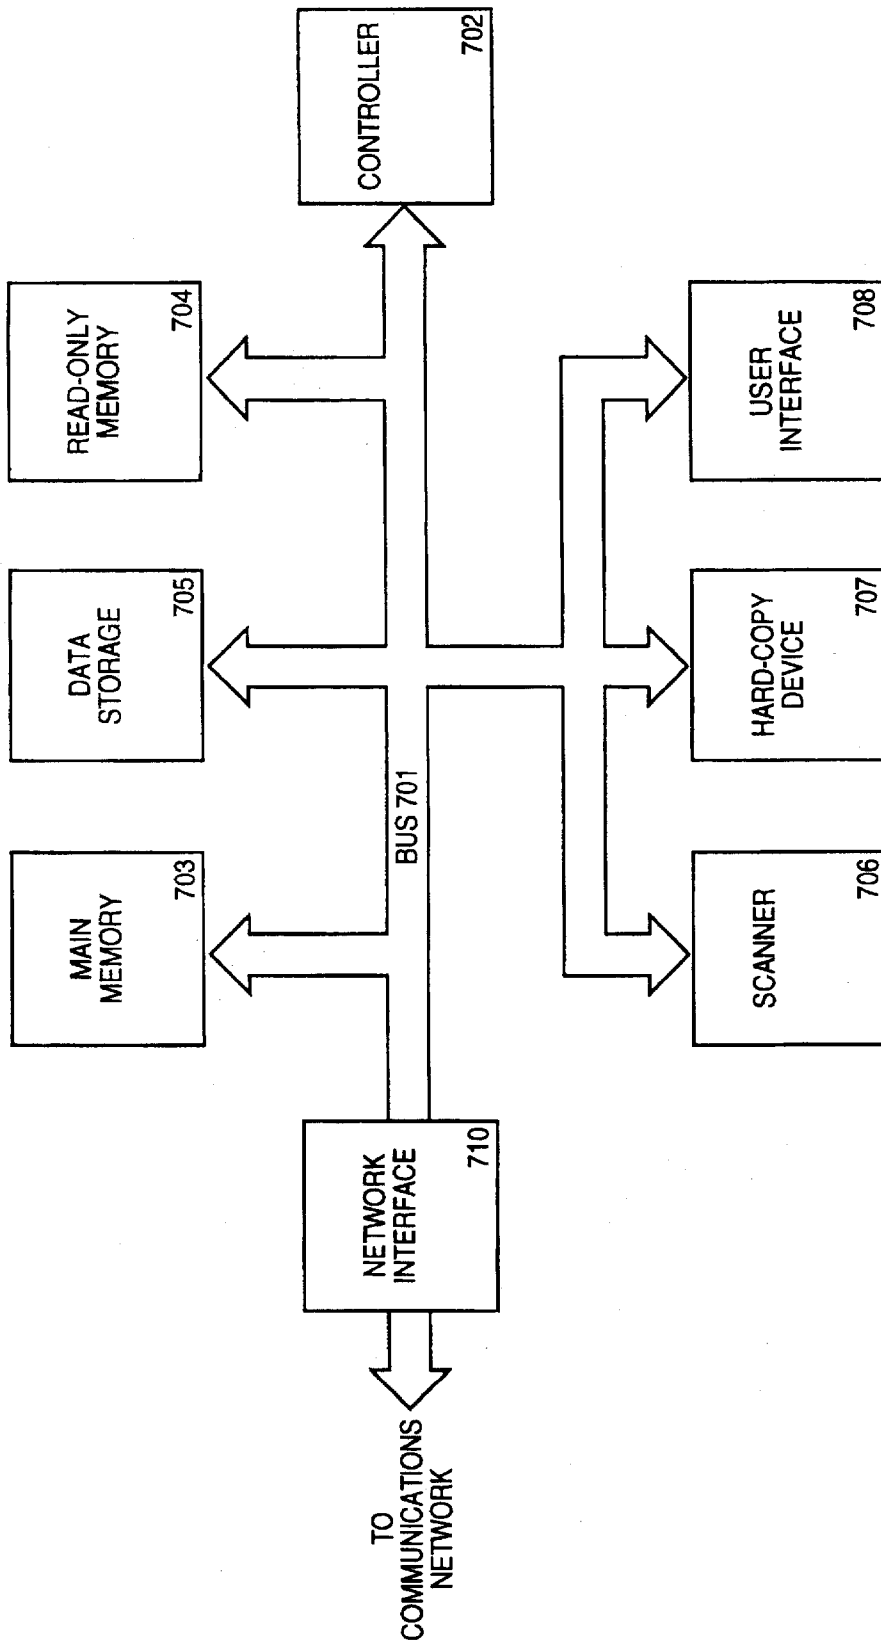 MAIN
MEMORY
703
DATA
STORAGE
705
READ-ONLY
MEMORY
704
TO
COMMUNICATIONS
NETWORK
NETWORK
INTERFACE
710
BUS 701
CONTROLLER
702
SCANNER
706
HARD-COPY
DEVICE
707
USER
INTERFACE
708